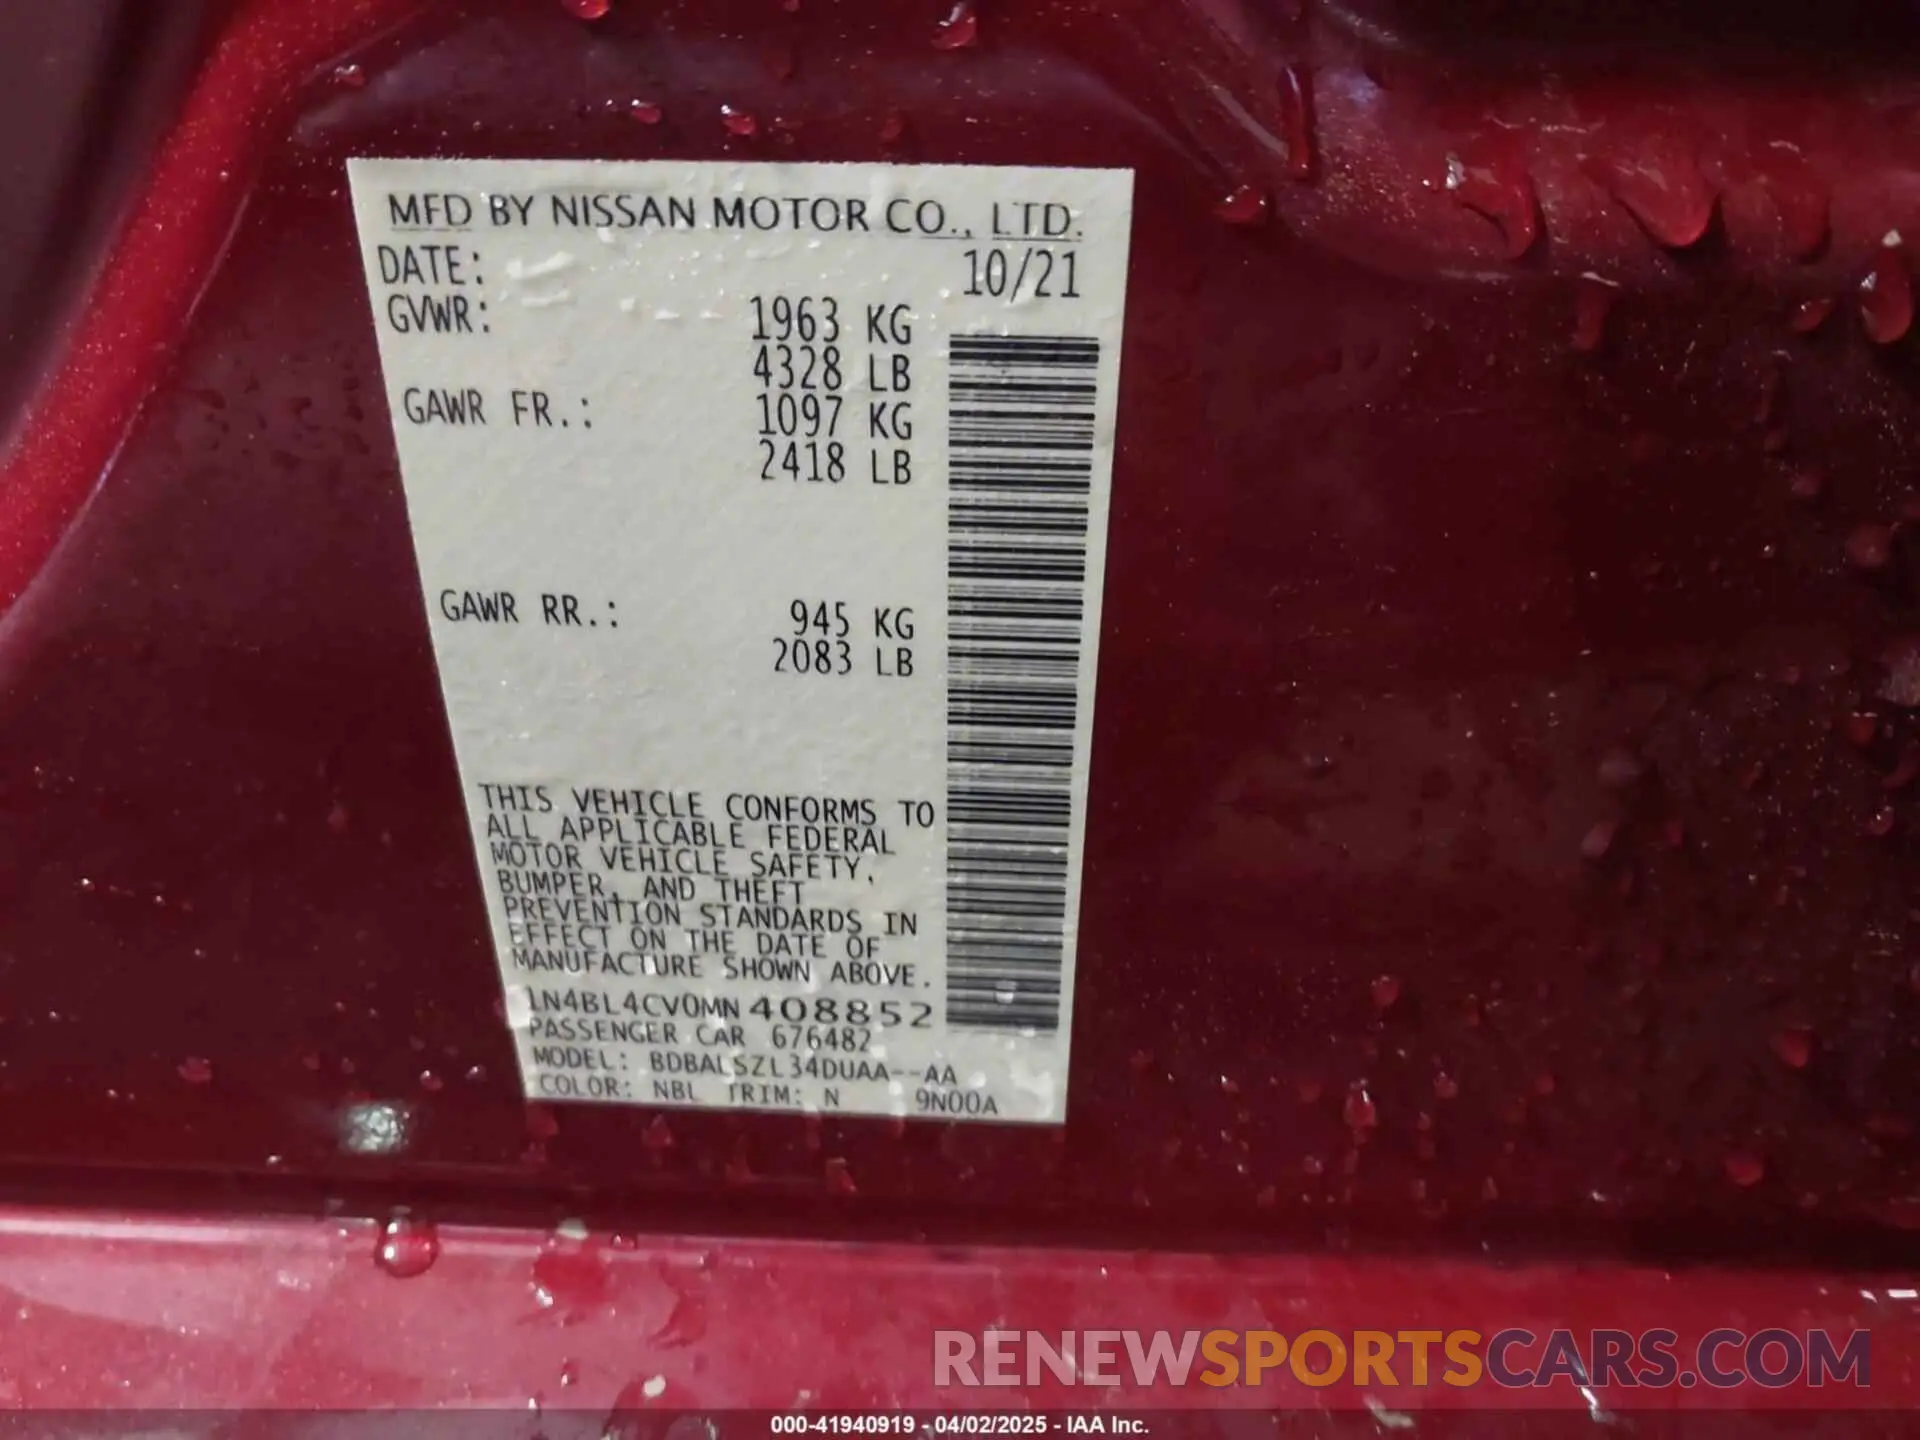 MFD BY NISSAN MOTOR CO., LTD.
DATE: 10/21
GVWR: 1963 KG
4328 LB
GAWR FR.: 1097 KG
2418 LB
GAWR RR.: 945 KG
2083 LB
THIS VEHICLE CONFORMS TO
ALL APPLICABLE FEDERAL
MOTOR VEHICLE SAFETY,
BUMPER, AND THEFT
PREVENTION STANDARDS IN
EFFECT ON THE DATE OF
MANUFACTURE SHOWN ABOVE.
1N4BL4CV0MN408852
PASSENGER CAR 676482
MODEL: BDBALSZL34DUAA--AA
COLOR: NBL TRIM: N 9N00A
RENEWSPORTSCARS.COM
000-41940919 - 04/02/2025 - IAA Inc.